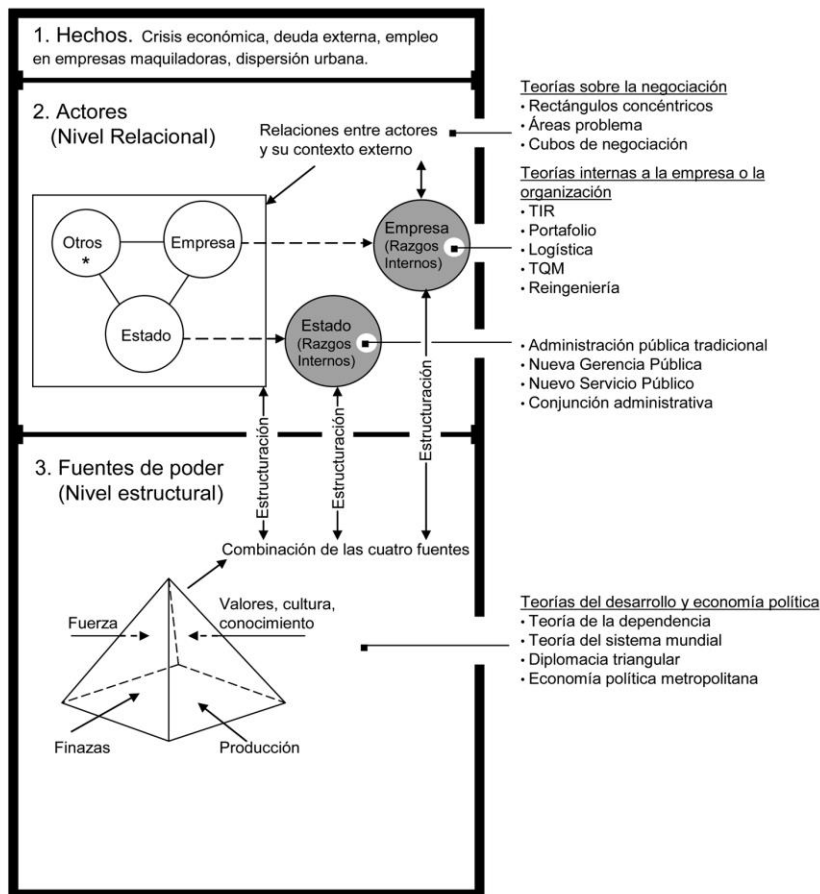 1. Hechos. Crisis económica, deuda externa, empleo
en empresas maquiladoras, dispersión urbana.
2. Actores
(Nivel Relacional)
Relaciones entre actores
y su contexto externo
Otros
*
Empresa
Estado
Empresa
(Razgos
Internos)
Estado
(Razgos
Internos)
Estructuración
Estructuración
Estructuración
3. Fuentes de poder
(Nivel estructural)
Combinación de las cuatro fuentes
Fuerza
Valores, cultura,
conocimiento
Finazas
Producción
Teorías sobre la negociación
• Rectángulos concéntricos
• Áreas problema
• Cubos de negociación
Teorías internas a la empresa o la
organización
• TIR
• Portafolio
• Logística
• TQM
• Reingeniería
• Administración pública tradicional
• Nueva Gerencia Pública
• Nuevo Servicio Público
• Conjunción administrativa
Teorías del desarrollo y economía política
• Teoría de la dependencia
• Teoría del sistema mundial
• Diplomacia triangular
• Economía política metropolitana